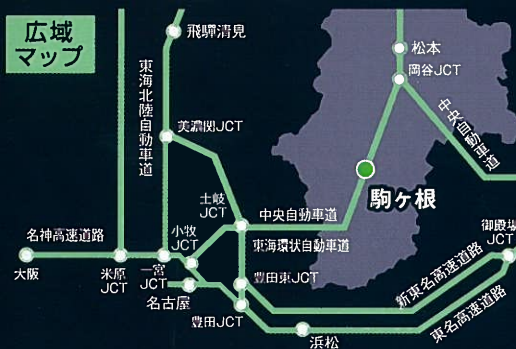 広域
マップ
飛騨清見
松本
岡谷JCT
東海北陸自動車道
中央自動車道
美濃関JCT
駒ヶ根
土岐
JCT
中央自動車道
小牧
JCT
東海環状自動車道
名神高速道路
御殿場
JCT
大阪
米原
JCT
一宮
JCT
豊田東JCT
新東名高速道路
名古屋
東名高速道路
豊田JCT
浜松